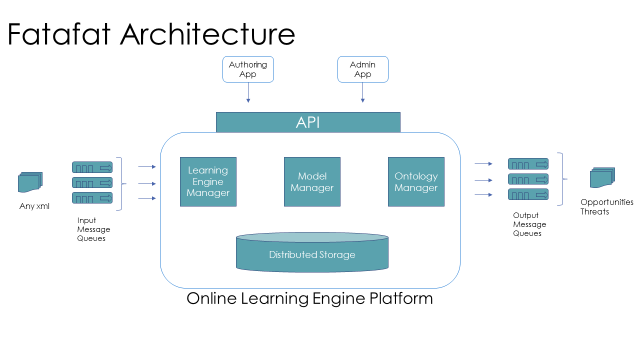 Fatafat Architecture
Authoring
App
Admin
App
API
Learning
Engine
Manager
Model
Manager
Ontology
Manager
Any xml
Input
Message
Queues
Output
Message
Queues
Opportunities
Threats
Distributed Storage
Online Learning Engine Platform